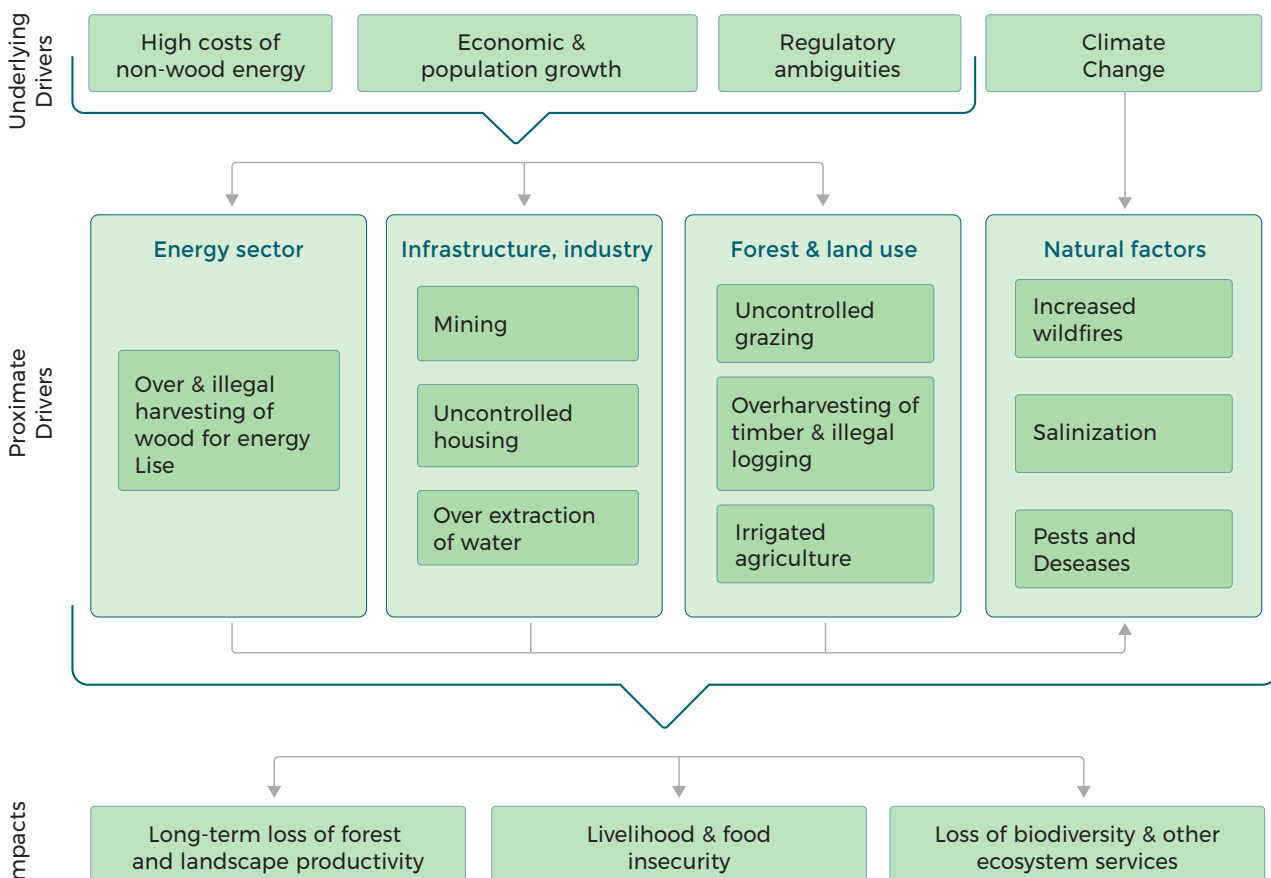 Underlying
Drivers
High costs of
non-wood energy
Economic &
population growth
Regulatory
ambiguities
Climate
Change
Proximate
Drivers
Energy sector
Over & illegal
harvesting of
wood for energy
Lise
Infrastructure, industry
Mining
Uncontrolled
housing
Over extraction
of water
Forest & land use
Uncontrolled
grazing
Overharvesting of
timber & illegal
logging
Irrigated
agriculture
Natural factors
Increased
wildfires
Salinization
Pests and
Deseases
mpacts
Long-term loss of forest
and landscape productivity
Livelihood & food
insecurity
Loss of biodiversity & other
ecosystem services